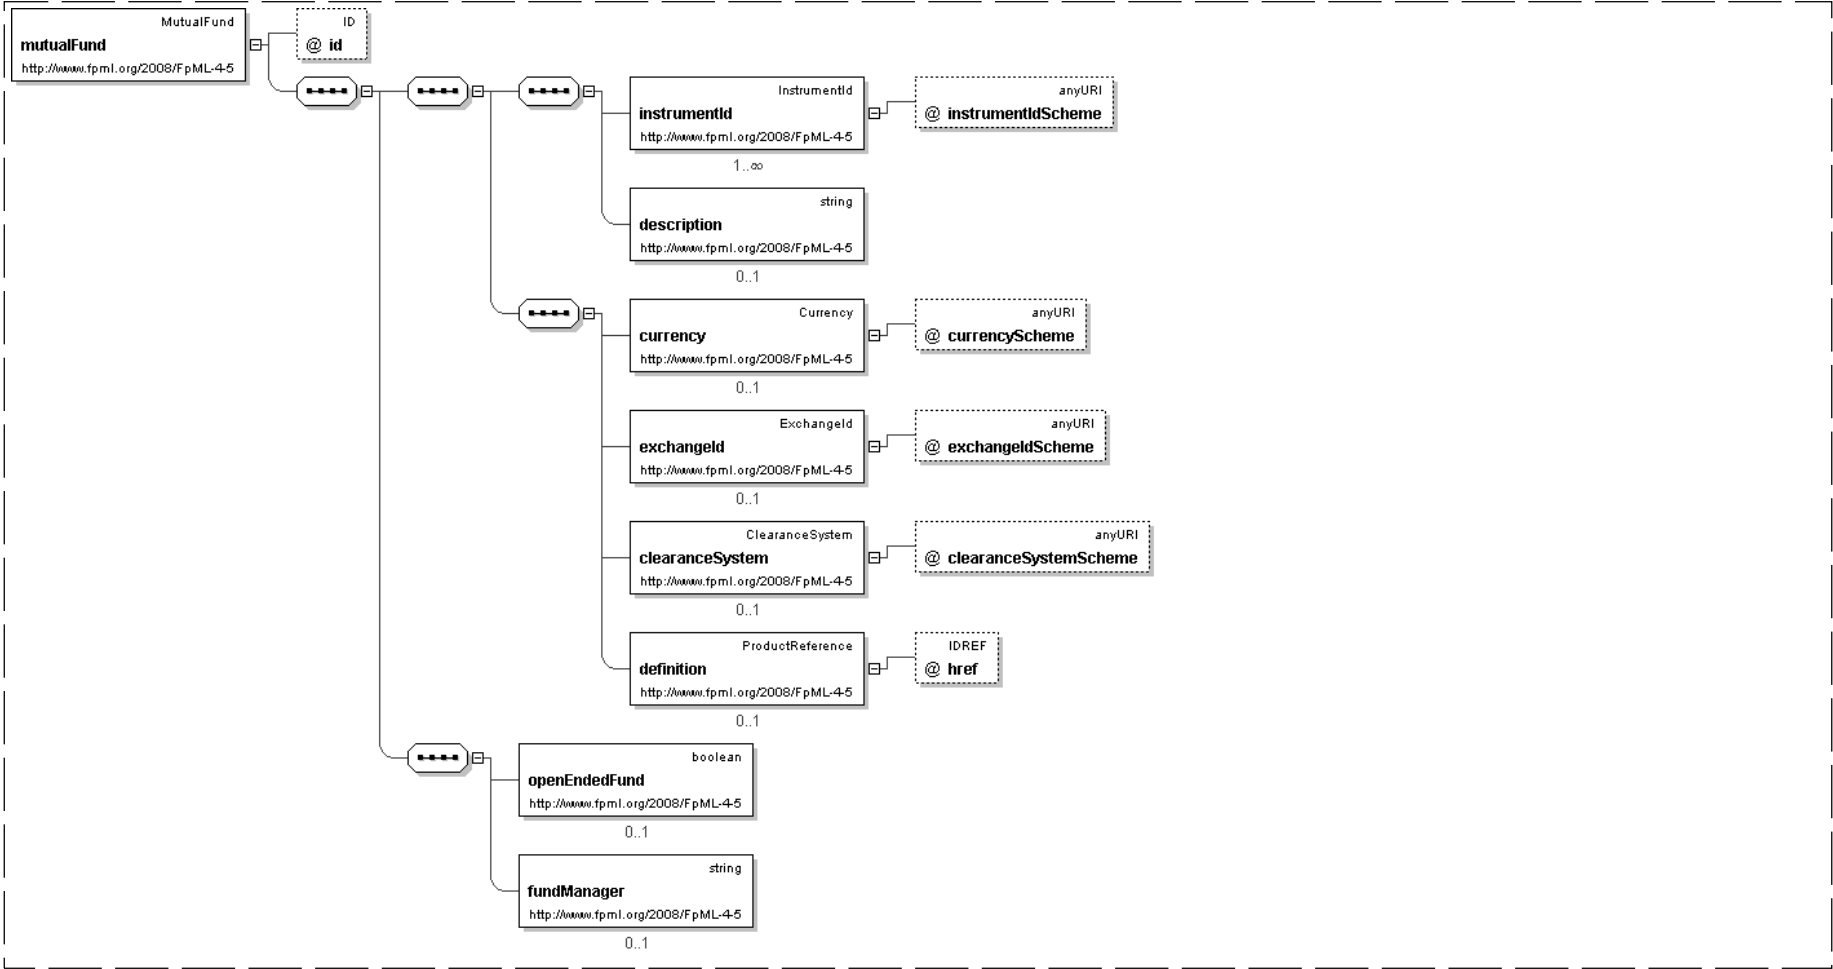 MutualFund
mutualFund
http://www.fpml.org/2008/FpML-4-5
ID
@ id
InstrumentId
instrumentId
http://www.fpml.org/2008/FpML-4-5
1..∞
anyURI
@ instrumentIdScheme
string
description
http://www.fpml.org/2008/FpML-4-5
0..1
Currency
currency
http://www.fpml.org/2008/FpML-4-5
0..1
anyURI
@ currencyScheme
ExchangeId
exchangeId
http://www.fpml.org/2008/FpML-4-5
0..1
anyURI
@ exchangeIdScheme
ClearanceSystem
clearanceSystem
http://www.fpml.org/2008/FpML-4-5
0..1
anyURI
@ clearanceSystemScheme
ProductReference
definition
http://www.fpml.org/2008/FpML-4-5
0..1
IDREF
@ href
boolean
openEndedFund
http://www.fpml.org/2008/FpML-4-5
0..1
string
fundManager
http://www.fpml.org/2008/FpML-4-5
0..1